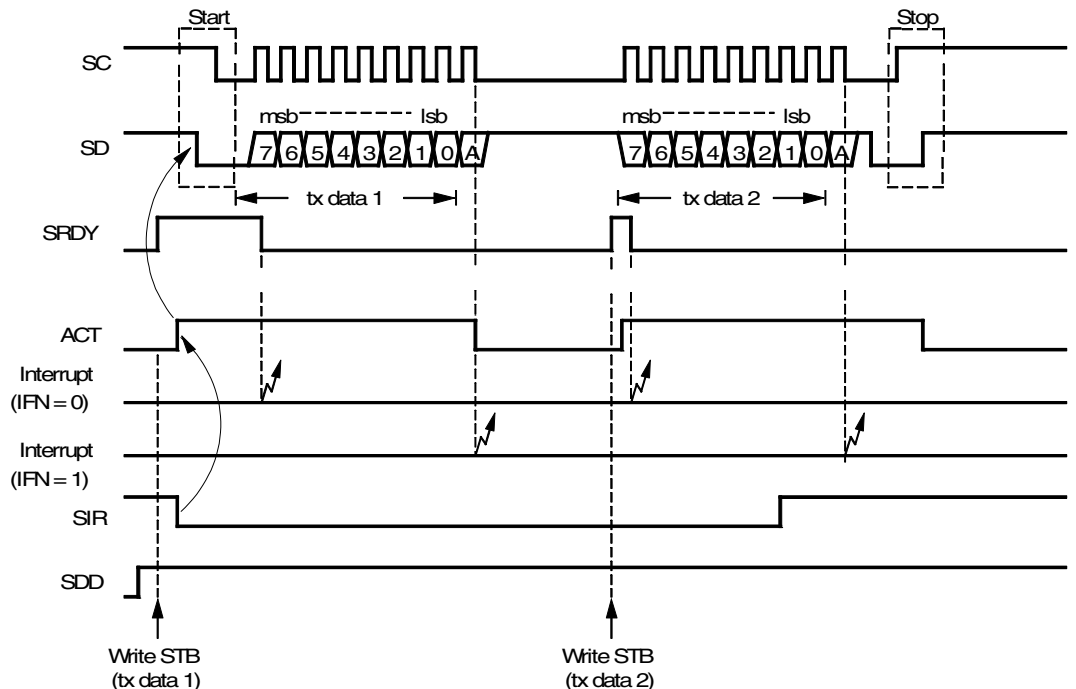 Start
Stop
SC
msb lsb
msb lsb
SD
7 6 5 4 3 2 1 0 A
7 6 5 4 3 2 1 0 A
tx data 1
tx data 2
SRDY
ACT
Interrupt
(IFN = 0)
Interrupt
(IFN = 1)
SIR
SDD
Write STB
(tx data 1)
Write STB
(tx data 2)